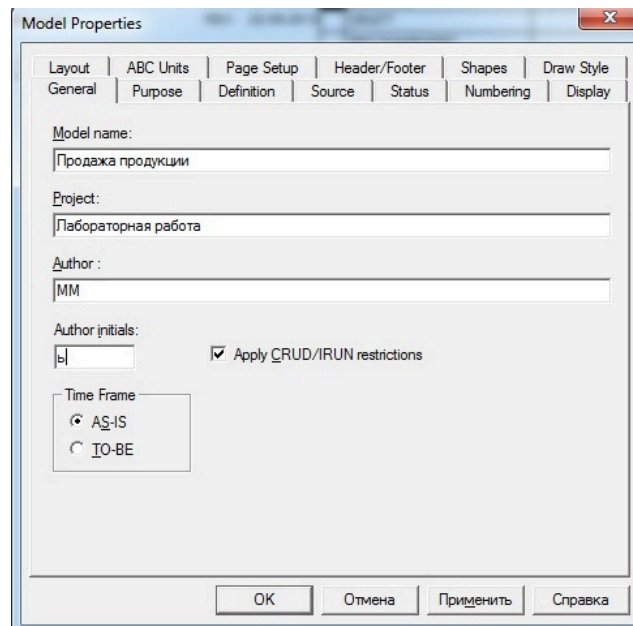 Model Properties
Layout ABC Units Page Setup Header/Footer Shapes Draw Style
General Purpose Definition Source Status Numbering Display
Model name:
Продажа продукции
Project:
Лабораторная работа
Author :
ММ
Author initials:
ы
Apply CRUD/IRUN restrictions
Time Frame
AS-IS
TO-BE
OK Отмена Применить Справка